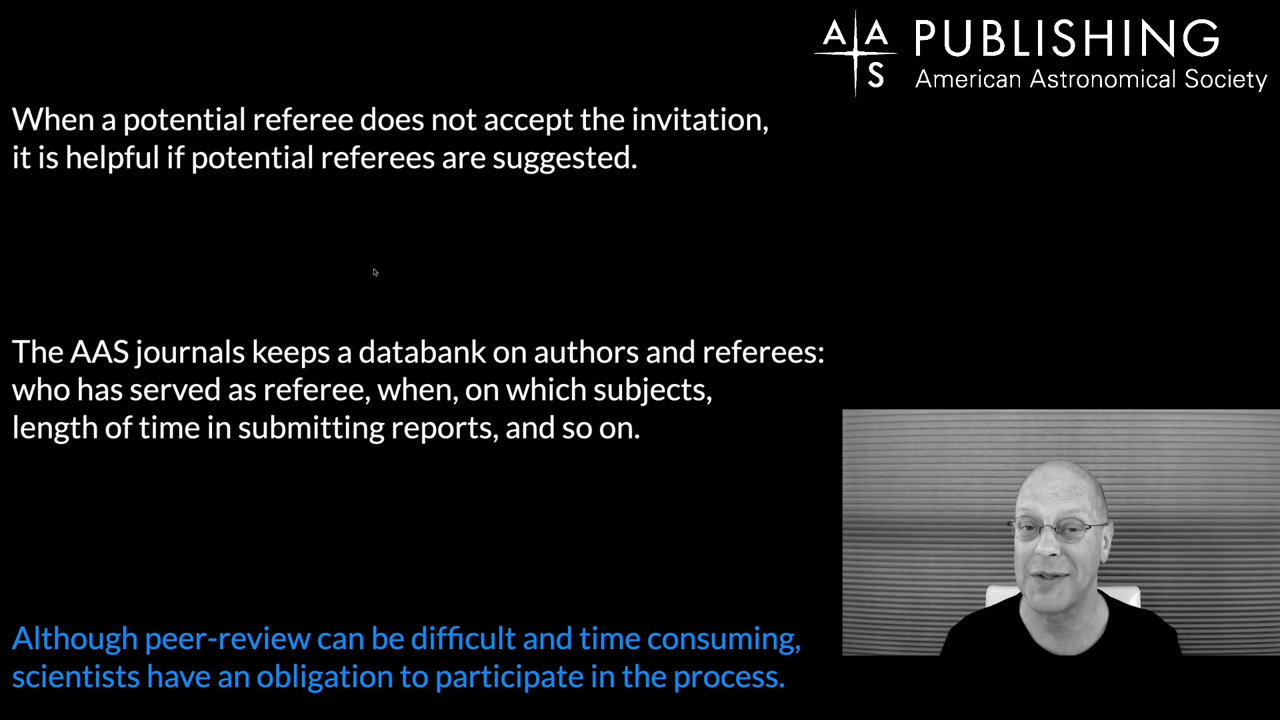 A A S PUBLISHING
American Astronomical Society
When a potential referee does not accept the invitation,
it is helpful if potential referees are suggested.
The AAS journals keeps a databank on authors and referees:
who has served as referee, when, on which subjects,
length of time in submitting reports, and so on.
Although peer-review can be difficult and time consuming,
scientists have an obligation to participate in the process.